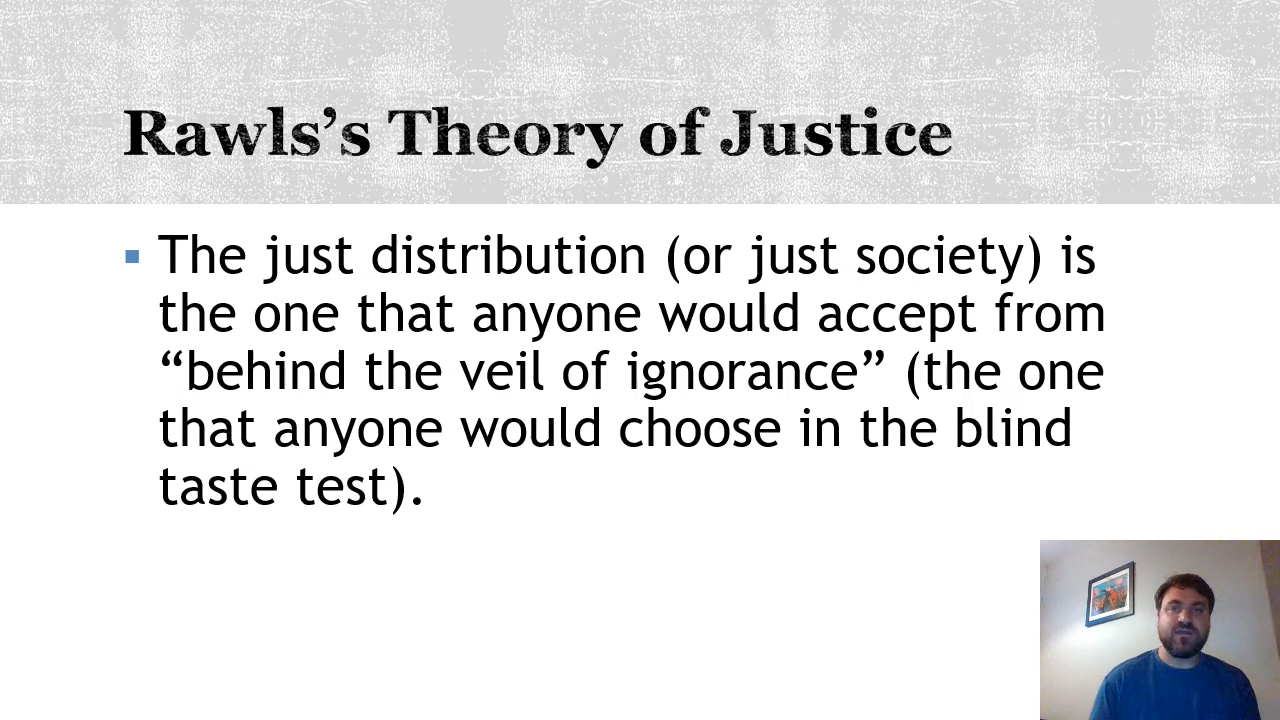 Rawls’s Theory of Justice
The just distribution (or just society) is
the one that anyone would accept from
“behind the veil of ignorance” (the one
that anyone would choose in the blind
taste test).